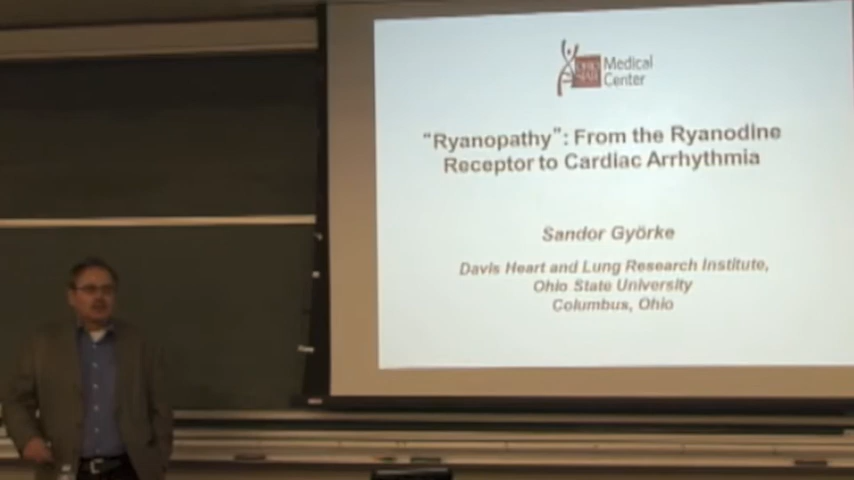 Medical
Center
"Ryanopathy": From the Ryanodine
Receptor to Cardiac Arrhythmia
Sandor Györke
Davis Heart and Lung Research Institute,
Ohio State University
Columbus, Ohio